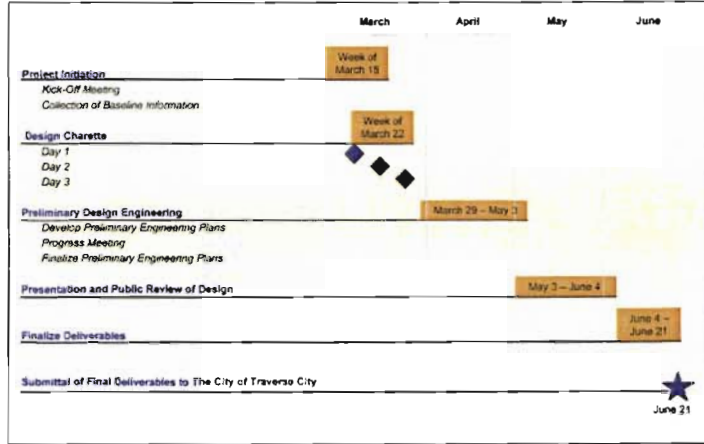 March April May June
Week of
March 15
Project Initiation
Kick-Off Meeting
Collection of Baseline Information
Week of
March 22
Design Charette
Day 1
Day 2
Day 3
March 29 – May 3
Preliminary Design Engineering
Develop Preliminary Engineering Plans
Progress Meeting
Finalize Preliminary Engineering Plans
May 3 – June 4
Presentation and Public Review of Design
June 4 –
June 21
Finalize Deliverables
Submittal of Final Deliverables to The City of Traverse City
June 21